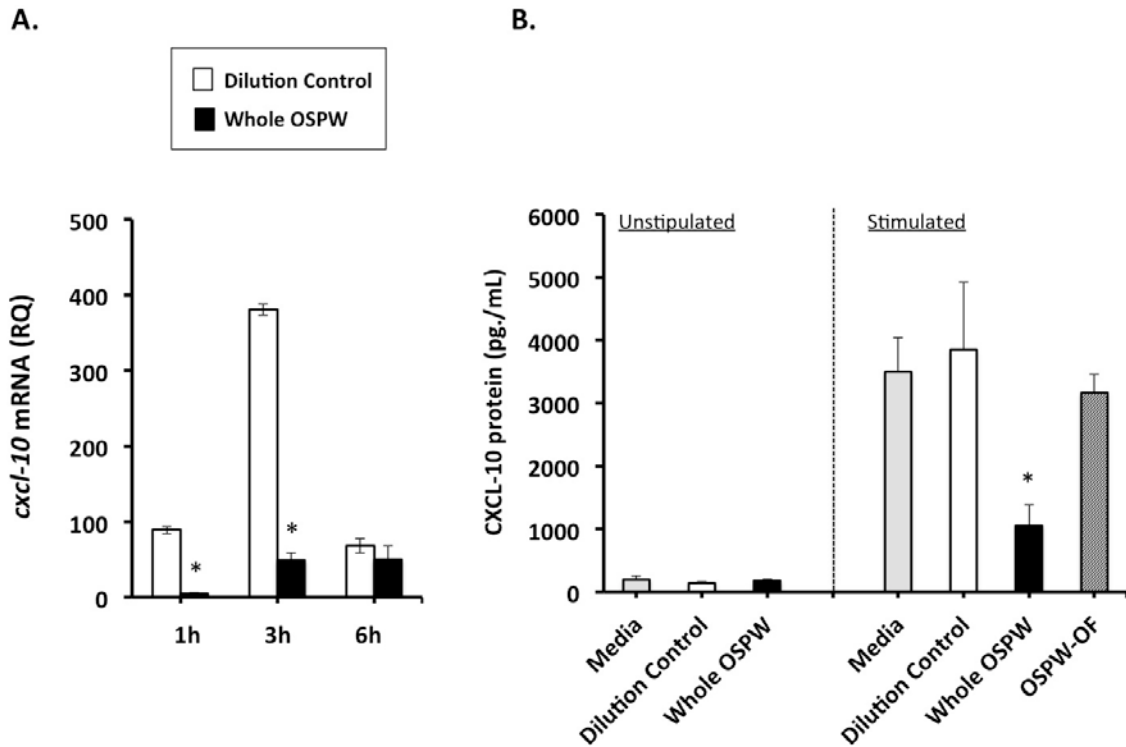 A.
Dilution Control
Whole OSPW
500
400
300
200
100
0
cxcl-10 mRNA (RQ)
*
*
1h
3h
6h
B.
6000
5000
4000
3000
2000
1000
0
CXCL-10 protein (pg./mL)
Unstipulated
Stimulated
*
Media
Dilution Control
Whole OSPW
Media
Dilution Control
Whole OSPW
OSPW-OF